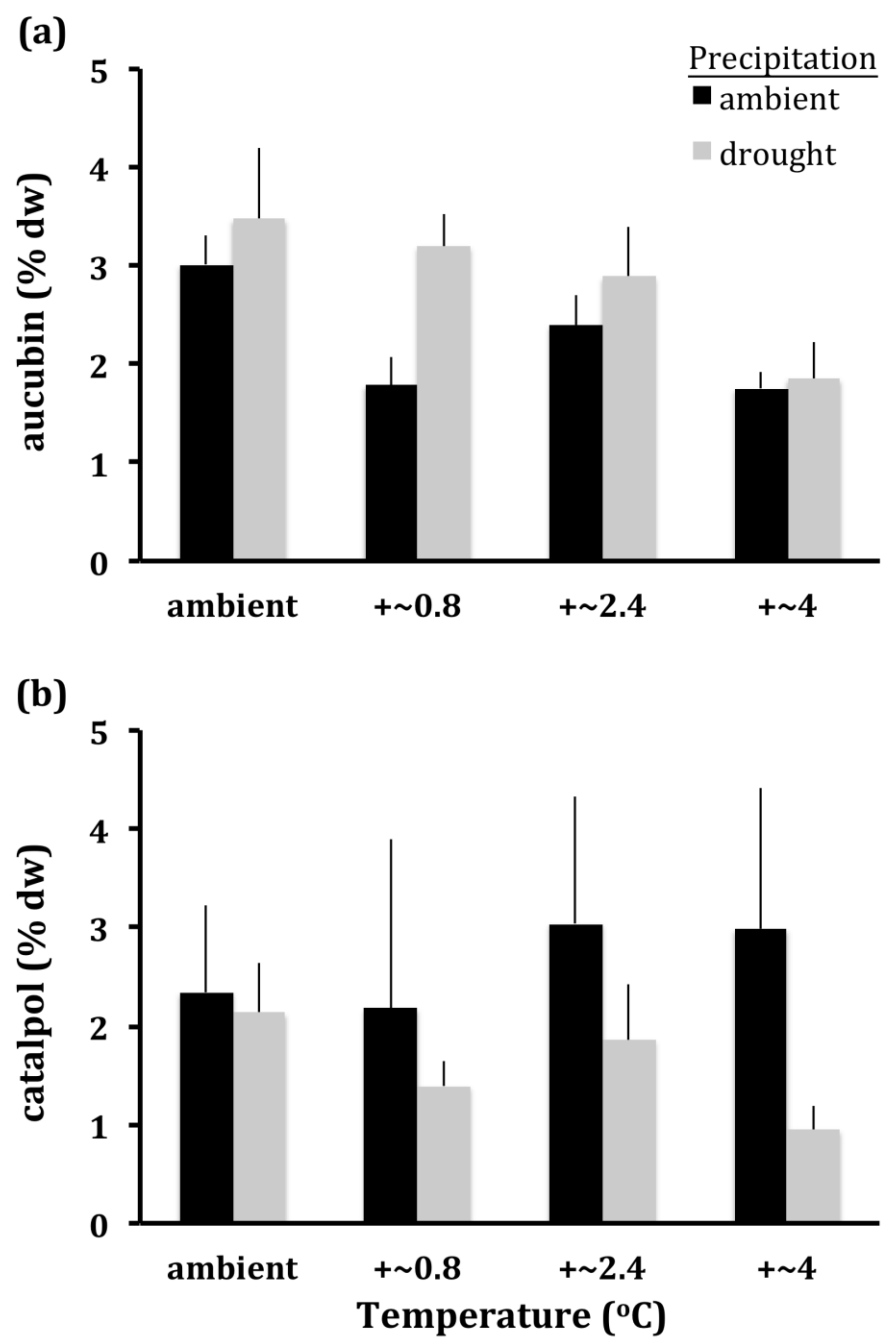 (a)
Precipitation
ambient
drought
aucubin (% dw)
5
4
3
2
1
0
ambient +~0.8 +~2.4 +~4
(b)
catalpol (% dw)
5
4
3
2
1
0
ambient +~0.8 +~2.4 +~4
Temperature (ºC)